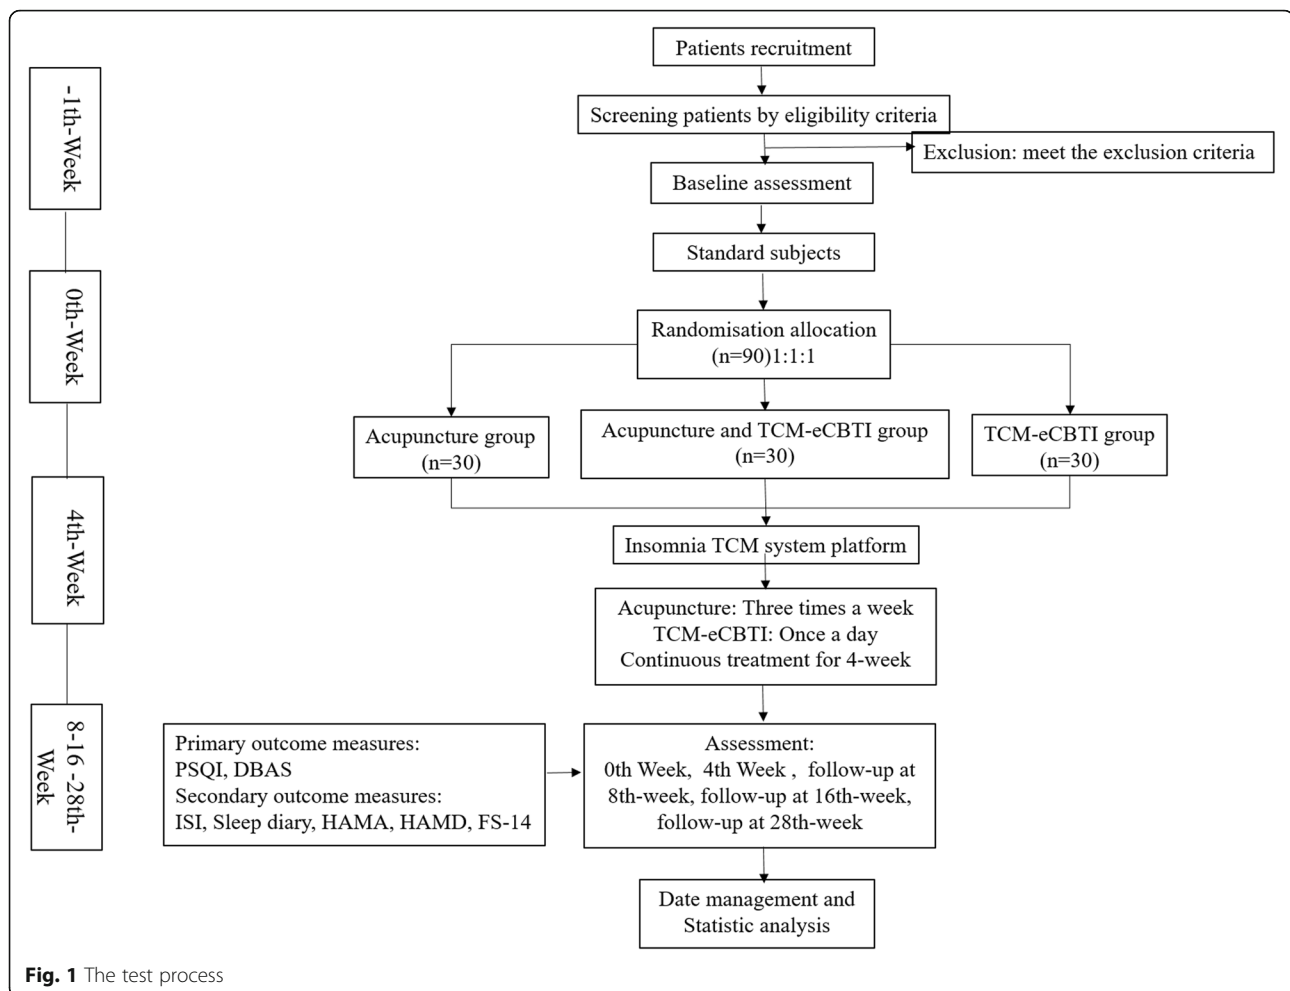 Patients recruitment
-1th-Week
Screening patients by eligibility criteria
Exclusion: meet the exclusion criteria
Baseline assessment
Standard subjects
0th-Week
Randomisation allocation
(n=90)1:1:1
Acupuncture group
(n=30)
Acupuncture and TCM-eCBTI group
(n=30)
TCM-eCBTI group
(n=30)
4th-Week
Insomnia TCM system platform
Acupuncture: Three times a week
TCM-eCBTI: Once a day
Continuous treatment for 4-week
8-16 -28th-
Week
Primary outcome measures:
PSQI, DBAS
Secondary outcome measures:
ISI, Sleep diary, HAMA, HAMD, FS-14
Assessment:
0th Week, 4th Week , follow-up at
8th-week, follow-up at 16th-week,
follow-up at 28th-week
Date management and
Statistic analysis
Fig. 1 The test process